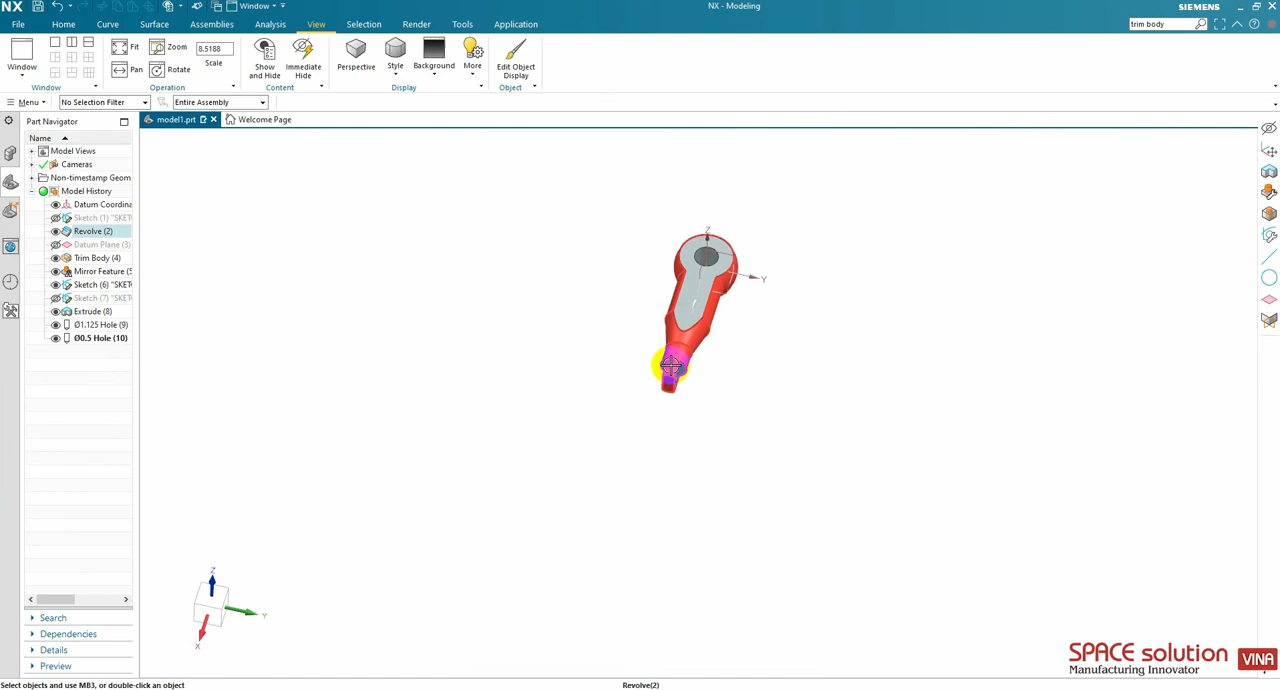 NX
Window
NX - Modeling
SIEMENS
File Home Curve Surface Assemblies Analysis View Selection Render Tools Application
trim body
Window
Fit
Zoom
8.5188
Pan
Rotate
Scale
Show and Hide
Immediate Hide
Perspective
Style
Background
More
Edit Object Display
Window Operation Content Display Object
Menu No Selection Filter Entire Assembly
Part Navigator
model1.prt
Welcome Page
Name
Model Views
Cameras
Non-timestamp Geom
Model History
Datum Coordina
Sketch (1) "SKET
Revolve (2)
Datum Plane (3)
Trim Body (4)
Mirror Feature (5
Sketch (6) "SKET
Sketch (7) "SKET
Extrude (8)
Ø1.125 Hole (9)
Ø0.5 Hole (10)
Z
Y
Z
Y
X
Search
Dependencies
Details
Preview
SPACE solution
Manufacturing Innovator
VINA
Select objects and use MB3, or double-click an object
Revolve(2)